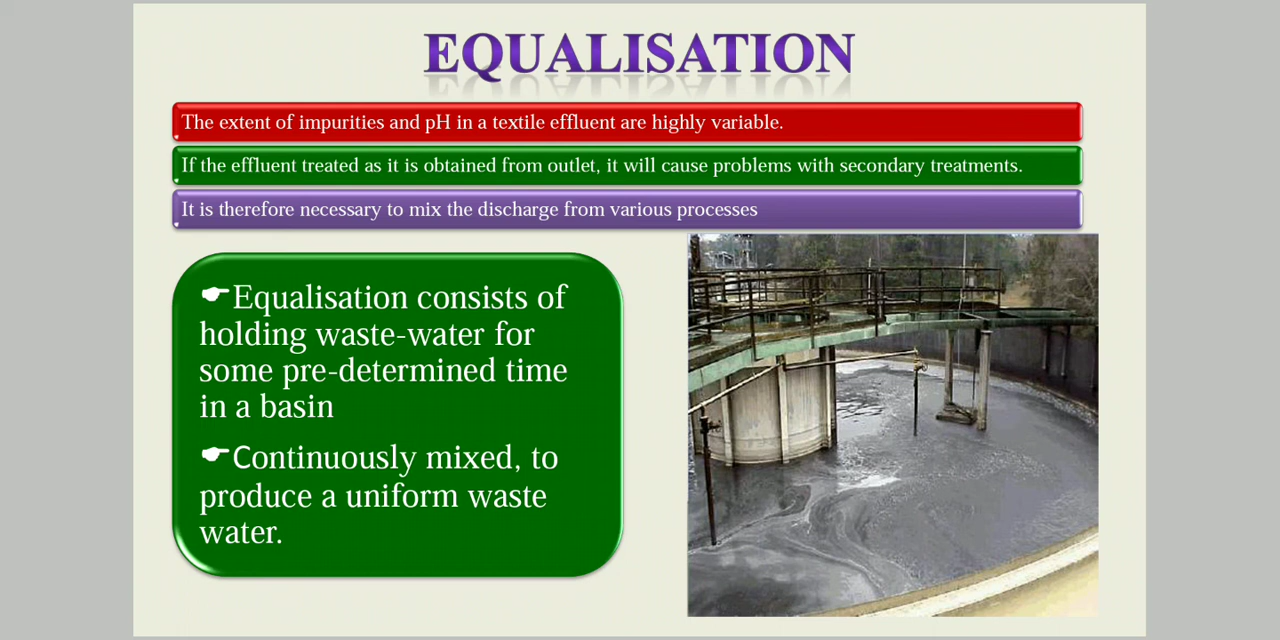 EQUALISATION
The extent of impurities and pH in a textile effluent are highly variable.
If the effluent treated as it is obtained from outlet, it will cause problems with secondary treatments.
It is therefore necessary to mix the discharge from various processes
☛Equalisation consists of
holding waste-water for
some pre-determined time
in a basin
☛Continuously mixed, to
produce a uniform waste
water.